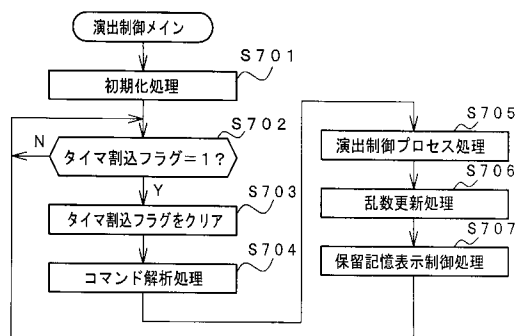 演出制御メイン
S701
初期化処理
S702
N
タイマ割込フラグ=1?
Y
S703
タイマ割込フラグをクリア
S704
コマンド解析処理
S705
演出制御プロセス処理
S706
乱数更新処理
S707
保留記憶表示制御処理